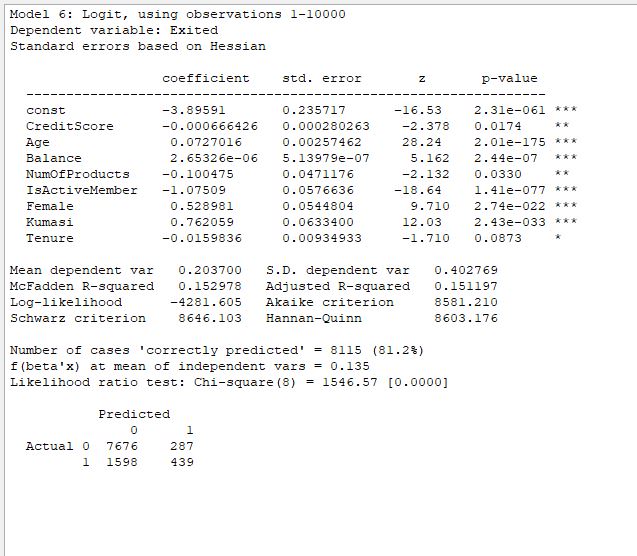 Model 6: Logit, using observations 1-10000
Dependent variable: Exited
Standard errors based on Hessian
coefficient std. error z p-value
const -3.89591 0.235717 -16.53 2.31e-061 ***
CreditScore -0.000666426 0.000280263 -2.378 0.0174 **
Age 0.0727016 0.00257462 28.24 2.01e-175 ***
Balance 2.65326e-06 5.13979e-07 5.162 2.44e-07 ***
NumOfProducts -0.100475 0.0471176 -2.132 0.0330 **
IsActiveMember -1.07509 0.0576636 -18.64 1.41e-077 ***
Female 0.528981 0.0544804 9.710 2.74e-022 ***
Kumasi 0.762059 0.0633400 12.03 2.43e-033 ***
Tenure -0.0159836 0.00934933 -1.710 0.0873 *
Mean dependent var 0.203700 S.D. dependent var 0.402769
McFadden R-squared 0.152978 Adjusted R-squared 0.151197
Log-likelihood -4281.605 Akaike criterion 8581.210
Schwarz criterion 8646.103 Hannan-Quinn 8603.176
Number of cases 'correctly predicted' = 8115 (81.2%)
f(beta'x) at mean of independent vars = 0.135
Likelihood ratio test: Chi-square(8) = 1546.57 [0.0000]
Predicted
0 1
Actual 0 7676 287
1 1598 439